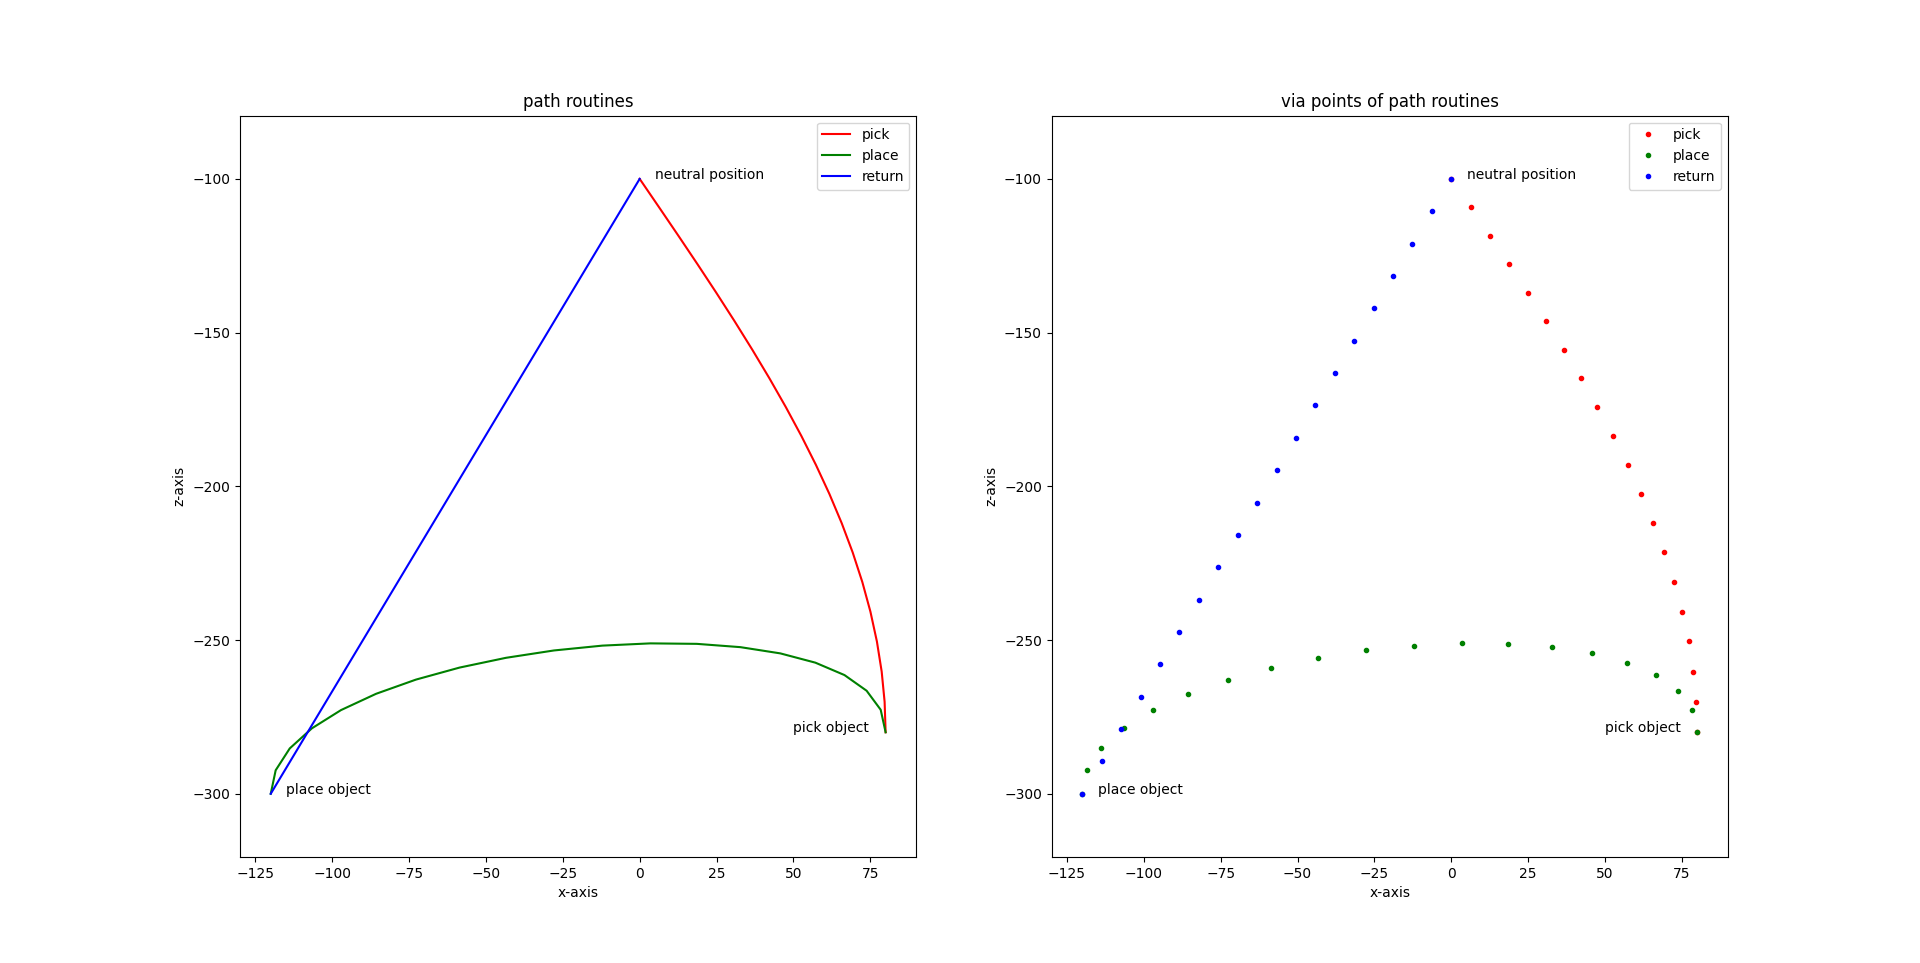 path routines
pick
place
return
neutral position
pick object
place object
−100
−150
−200
−250
−300
z-axis
−125
−100
−75
−50
−25
0
25
50
75
x-axis
via points of path routines
pick
place
return
neutral position
pick object
place object
−100
−150
−200
−250
−300
z-axis
−125
−100
−75
−50
−25
0
25
50
75
x-axis